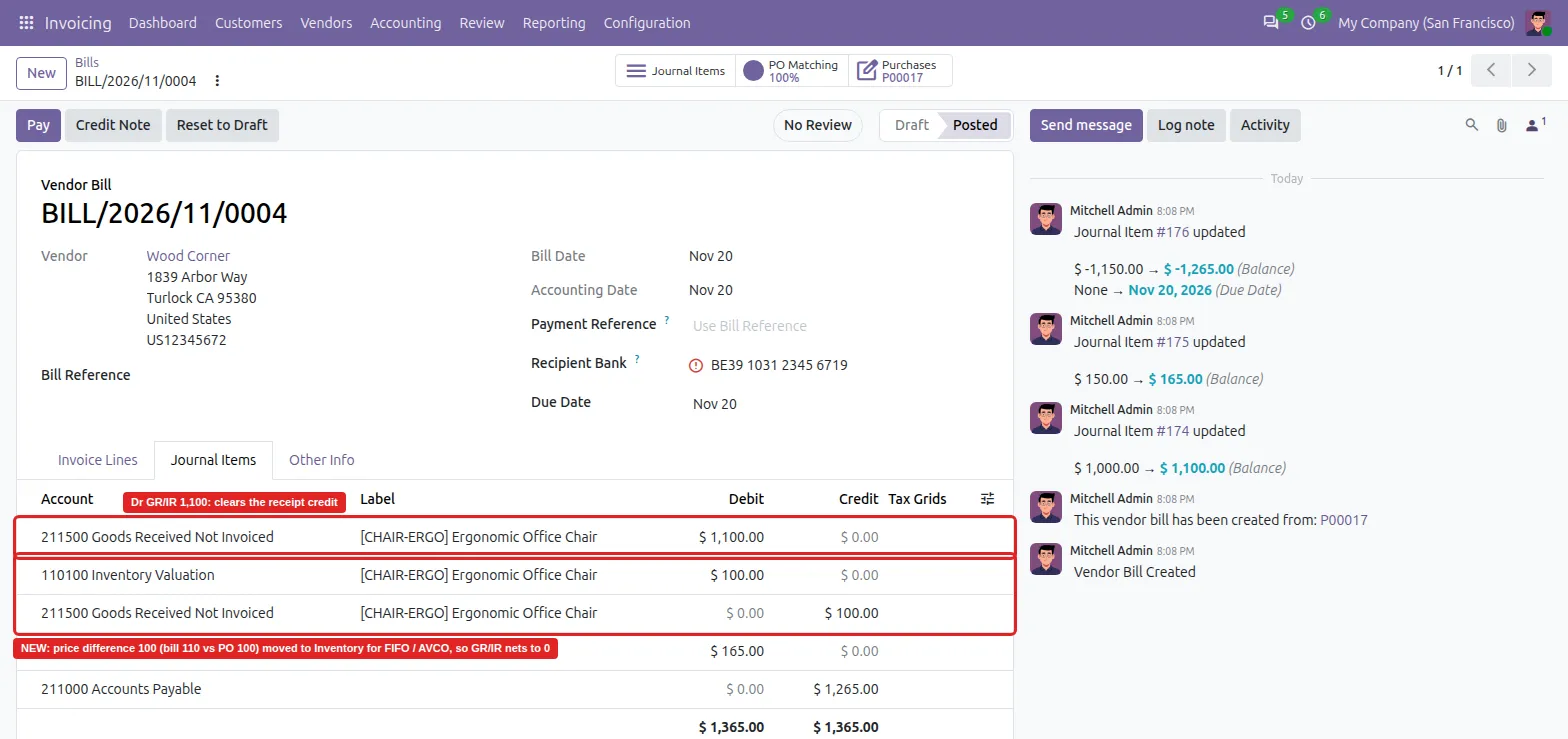 Invoicing Dashboard Customers Vendors Accounting Review Reporting Configuration 5 6 My Company (San Francisco)
New Bills
BILL/2026/11/0004
Journal Items PO Matching 100% Purchases P00017 1 / 1
Pay Credit Note Reset to Draft No Review Draft Posted Send message Log note Activity 1
Vendor Bill
BILL/2026/11/0004
Vendor Wood Corner
1839 Arbor Way
Turlock CA 95380
United States
US12345672
Bill Reference
Bill Date Nov 20
Accounting Date Nov 20
Payment Reference ? Use Bill Reference
Recipient Bank ? BE39 1031 2345 6719
Due Date Nov 20
Invoice Lines Journal Items Other Info
Account Dr GR/IR 1,100: clears the receipt credit Label Debit Credit Tax Grids
211500 Goods Received Not Invoiced [CHAIR-ERGO] Ergonomic Office Chair $ 1,100.00 $ 0.00
110100 Inventory Valuation [CHAIR-ERGO] Ergonomic Office Chair $ 100.00 $ 0.00
211500 Goods Received Not Invoiced [CHAIR-ERGO] Ergonomic Office Chair $ 0.00 $ 100.00
NEW: price difference 100 (bill 110 vs PO 100) moved to Inventory for FIFO / AVCO, so GR/IR nets to 0 $ 165.00 $ 0.00
211000 Accounts Payable $ 0.00 $ 1,265.00
$ 1,365.00 $ 1,365.00
Today
Mitchell Admin 8:08 PM
Journal Item #176 updated
$ -1,150.00 → $ -1,265.00 (Balance)
None → Nov 20, 2026 (Due Date)
Mitchell Admin 8:08 PM
Journal Item #175 updated
$ 150.00 → $ 165.00 (Balance)
Mitchell Admin 8:08 PM
Journal Item #174 updated
$ 1,000.00 → $ 1,100.00 (Balance)
Mitchell Admin 8:08 PM
This vendor bill has been created from: P00017
Mitchell Admin 8:08 PM
Vendor Bill Created